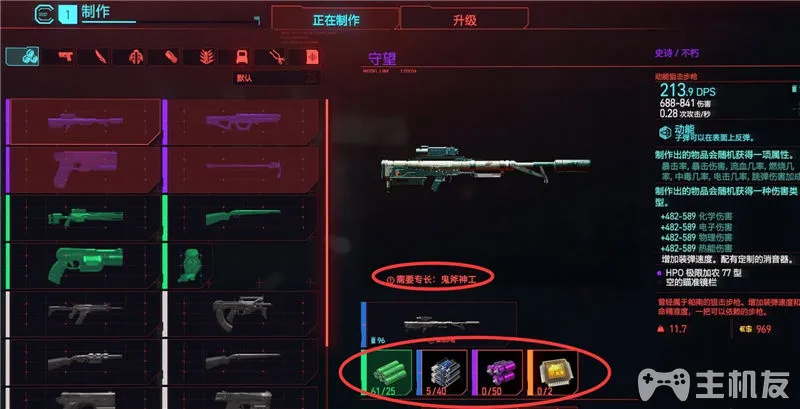 1 制作
正在制作
升级
默认
守望
史诗 / 不朽
动能狙击步枪
213.9 DPS
688-841 伤害
0.28 次攻击/秒
动能
子弹可以在表面上反弹。
制作出的物品会随机获得一项属性。
暴击率, 暴击伤害, 流血几率, 燃烧几
率, 中毒几率, 电击几率, 跳弹伤害加成
制作出的物品会随机获得一种伤害类
型。
+482-589 化学伤害
+482-589 电子伤害
+482-589 物理伤害
+482-589 热能伤害
增加装弹速度。配有定制的消音器。
HPO 极限加农 77 型
空的瞄准镜栏
曾经属于帕南的狙击步枪。增加装弹速度和
命精准度，一把可以依赖的步枪。
11.7
969
需要专长：鬼斧神工
96
61/25
5/40
0/50
0/2
主机友